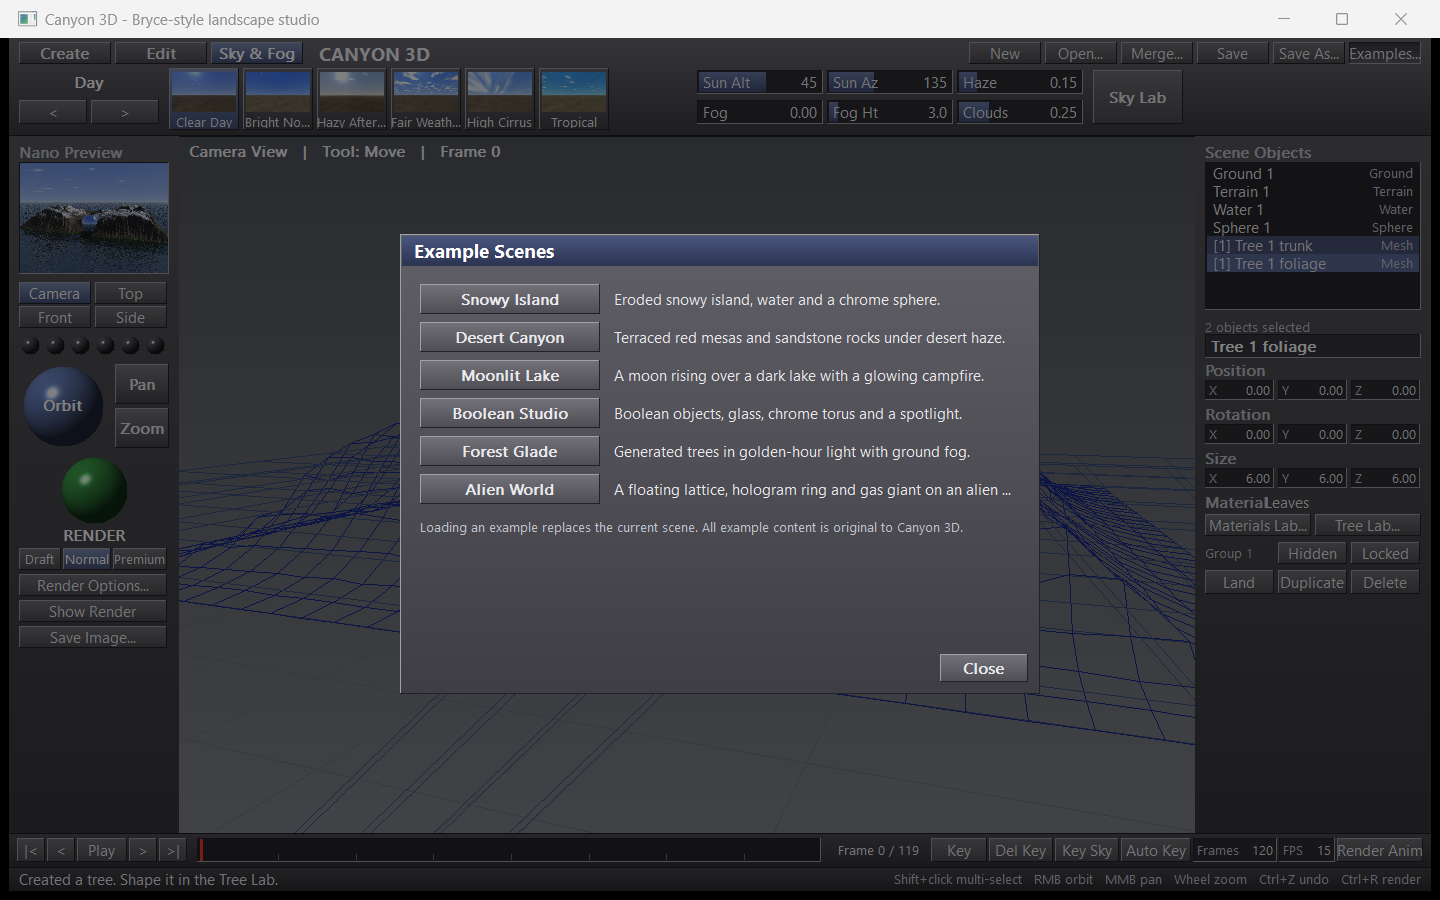 Canyon 3D - Bryce-style landscape studio
Create Edit Sky & Fog CANYON 3D New Open... Merge... Save Save As... Examples...
Day
< >
Clear Day Bright No... Hazy After... Fair Weath... High Cirrus Tropical
Sun Alt 45 Sun Az 135 Haze 0.15
Fog 0.00 Fog Ht 3.0 Clouds 0.25
Sky Lab
Nano Preview
Camera View | Tool: Move | Frame 0
Camera Top
Front Side
Orbit Pan
Zoom
RENDER
Draft Normal Premium
Render Options...
Show Render
Save Image...
Example Scenes
Snowy Island Eroded snowy island, water and a chrome sphere.
Desert Canyon Terraced red mesas and sandstone rocks under desert haze.
Moonlit Lake A moon rising over a dark lake with a glowing campfire.
Boolean Studio Boolean objects, glass, chrome torus and a spotlight.
Forest Glade Generated trees in golden-hour light with ground fog.
Alien World A floating lattice, hologram ring and gas giant on an alien ...
Loading an example replaces the current scene. All example content is original to Canyon 3D.
Close
Scene Objects
Ground 1 Ground
Terrain 1 Terrain
Water 1 Water
Sphere 1 Sphere
[1] Tree 1 trunk Mesh
[1] Tree 1 foliage Mesh
2 objects selected
Tree 1 foliage
Position
X 0.00 Y 0.00 Z 0.00
Rotation
X 0.00 Y 0.00 Z 0.00
Size
X 6.00 Y 6.00 Z 6.00
Material Leaves
Materials Lab... Tree Lab...
Group 1 Hidden Locked
Land Duplicate Delete
|< < Play > >| Frame 0 / 119 Key Del Key Key Sky Auto Key Frames 120 FPS 15 Render Anim
Created a tree. Shape it in the Tree Lab. Shift+click multi-select RMB orbit MMB pan Wheel zoom Ctrl+Z undo Ctrl+R render